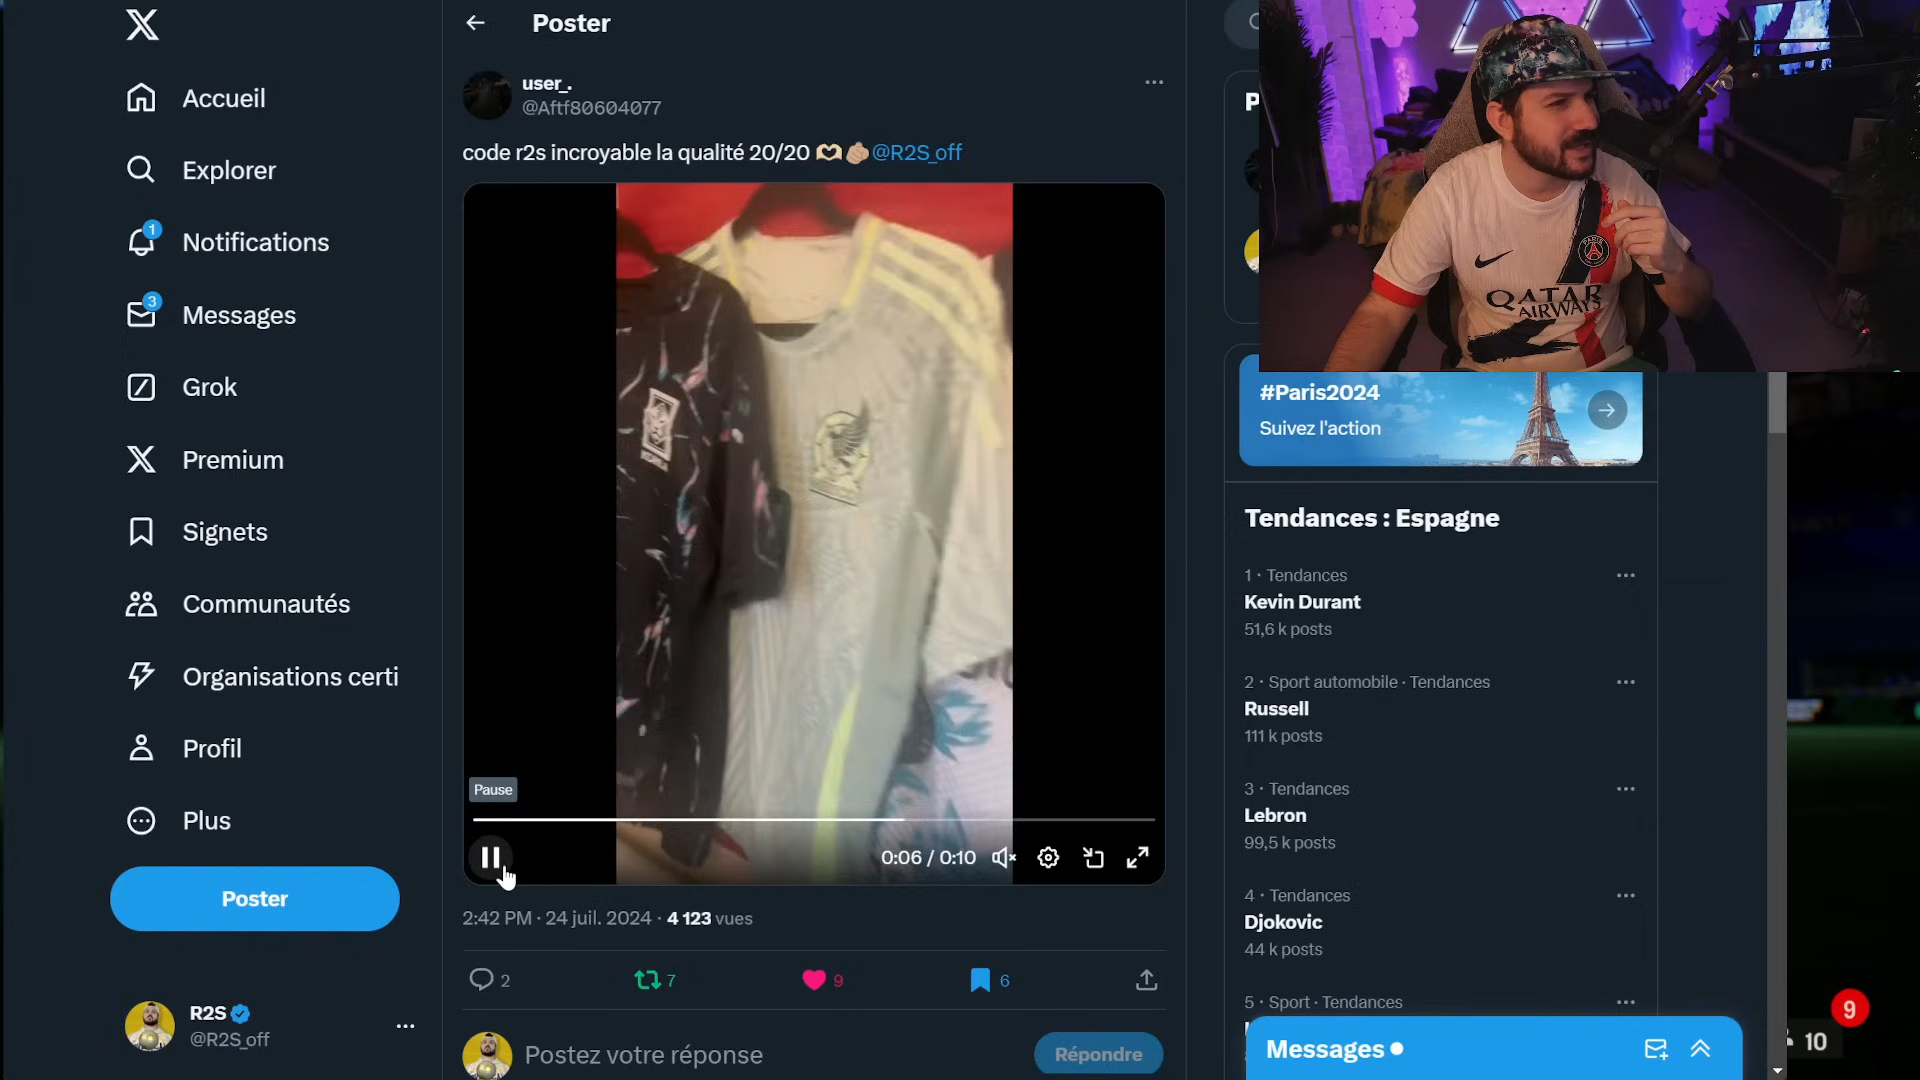 Accueil
Explorer
1
Notifications
3
Messages
Grok
Premium
Signets
Communautés
Organisations certi
Profil
Plus
Poster
R2S
@R2S_off
Poster
user_.
@Aftf80604077
code r2s incroyable la qualité 20/20 🫶🏼🤜🏼@R2S_off
Pause
0:06 / 0:10
2:42 PM · 24 juil. 2024 · 4 123 vues
2
7
9
6
Postez votre réponse
Répondre
P
PARIS
QATAR
AIRWAYS
#Paris2024
Suivez l'action
Tendances : Espagne
1 · Tendances
Kevin Durant
51,6 k posts
2 · Sport automobile · Tendances
Russell
111 k posts
3 · Tendances
Lebron
99,5 k posts
4 · Tendances
Djokovic
44 k posts
5 · Sport · Tendances
Messages
9
10